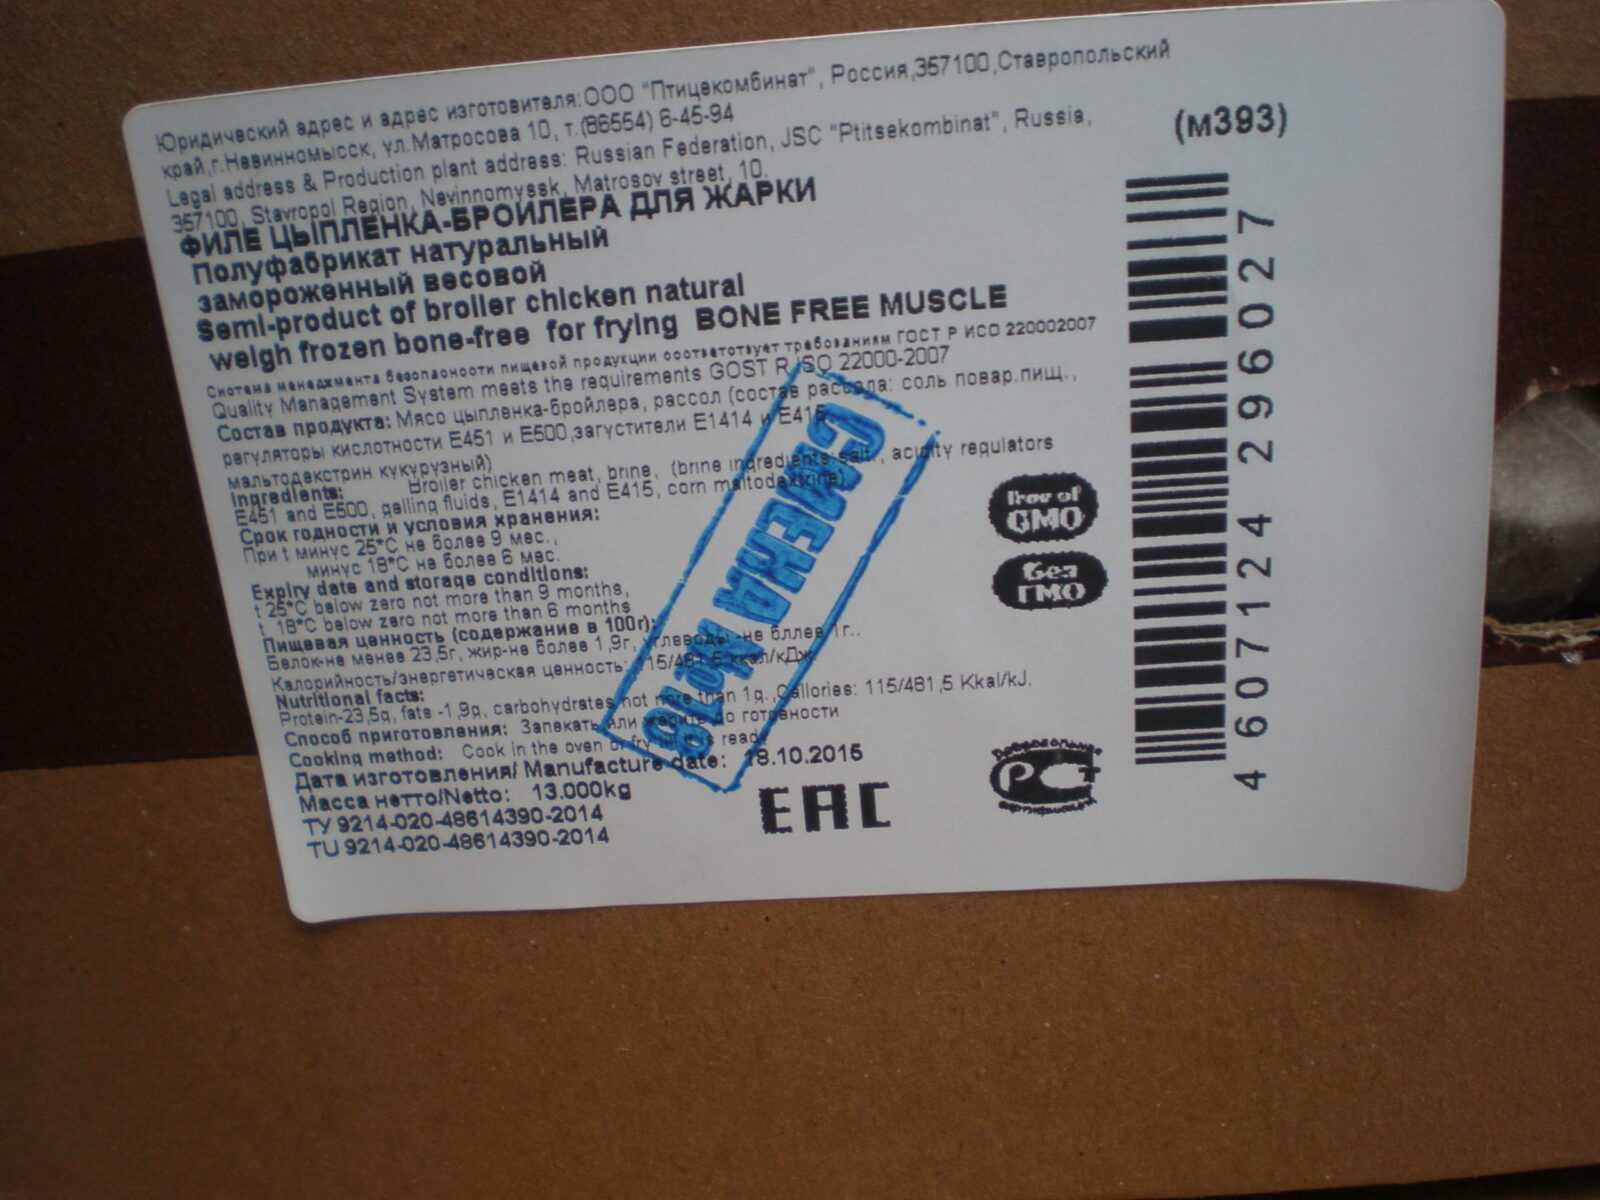 Юридический адрес и адрес изготовителя:ООО "Птицекомбинат", Россия,357100,Ставропольский
край,г.Невинномысск, ул.Матросова 10, т.(86554) 6-45-94
Legal address & Production plant address: Russian Federation, JSC "Ptitsekombinat", Russia,
357100, Stavropol Region, Nevinnomyssk, Matrosov street, 10.
(м393)
ФИЛЕ ЦЫПЛЕНКА-БРОЙЛЕРА ДЛЯ ЖАРКИ
Полуфабрикат натуральный
замороженный весовой
Semi-product of broiler chicken natural
weigh frozen bone-free for frying BONE FREE MUSCLE
Система менеджмента безопасности пищевой продукции соответствует требованиям ГОСТ Р ИСО 220002007
Quality Management System meets the requirements GOST R ISO 22000-2007
Состав продукта: Мясо цыпленка-бройлера, рассол (состав рассола: соль повар.пищ.,
регуляторы кислотности Е451 и Е500,загустители Е1414 и Е415,
мальтодекстрин кукурузный)
Ingredients: Broiler chicken meat, brine, (brine ingredients:salt., acidity regulators
E451 and E500, gelling fluids, E1414 and E415, corn maltodextrine)
Срок годности и условия хранения:
При t минус 25*С не более 9 мес.,
минус 18*С не более 6 мес.
Expiry date and storage conditions:
t 25*C below zero not more than 9 months,
t 18*C below zero not more than 6 months
Пищевая ценность (содержание в 100г):
Белок-не менее 23,5г, жир-не более 1,9г, углеводы -не бллее 1г..
Калорийность/энергетическая ценность: 115/481,5 ккал/кДж
Nutritional facts:
Protein-23,5g, fats -1,9g, carbohydrates not more than 1g. Callories: 115/481,5 Kkal/kJ.
Способ приготовления: Запекать или жарить до готовности
Cooking method: Cook in the oven or fry till it is ready
Дата изготовления/ Manufacture date: 18.10.2015
Масса нетто/Netto: 13.000kg
ТУ 9214-020-48614390-2014
TU 9214-020-48614390-2014
СМЕНА №78
Free of
GMO
Без
ГМО
ЕАС
Добровольная
РСТ
сертификация
4607124296027